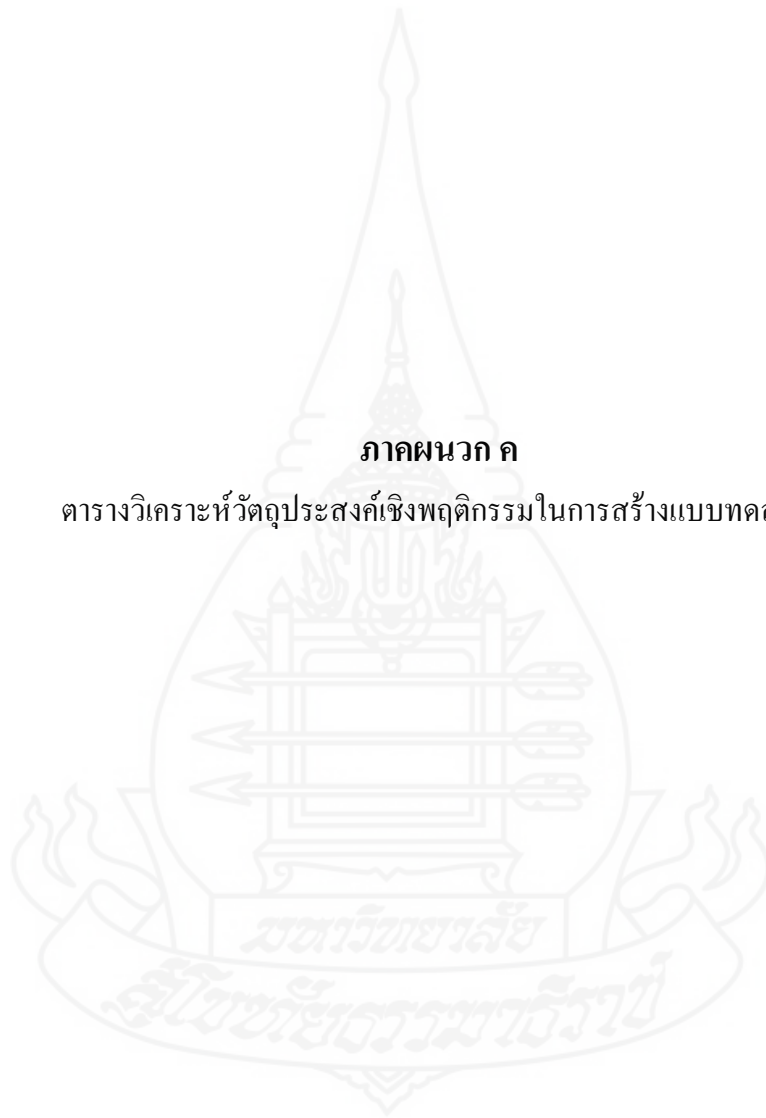 ภาคผนวก ค
ตารางวิเคราะห์วัตถุประสงค์เชิงพฤติกรรมในการสร้างแบบทดส
มหาวิทยาลัย
สุโขทัยธรรมาธิราช